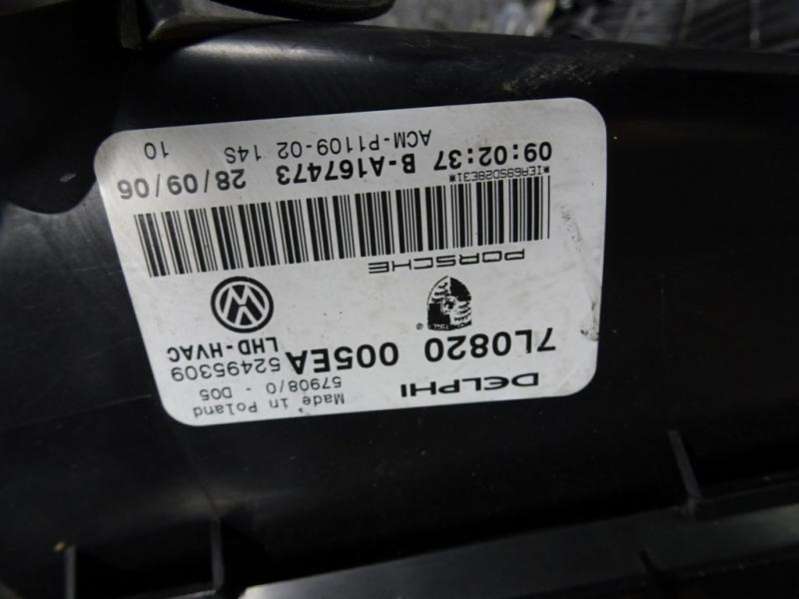 DELPHI
Made in Poland
57908/0 - D05
7L0820 005EA
52495309
LHD-HVAC
PORSCHE
*IEA695D28E31*
09:02:37 B-A167473 28/09/06
ACM-P1109-02 14S 10